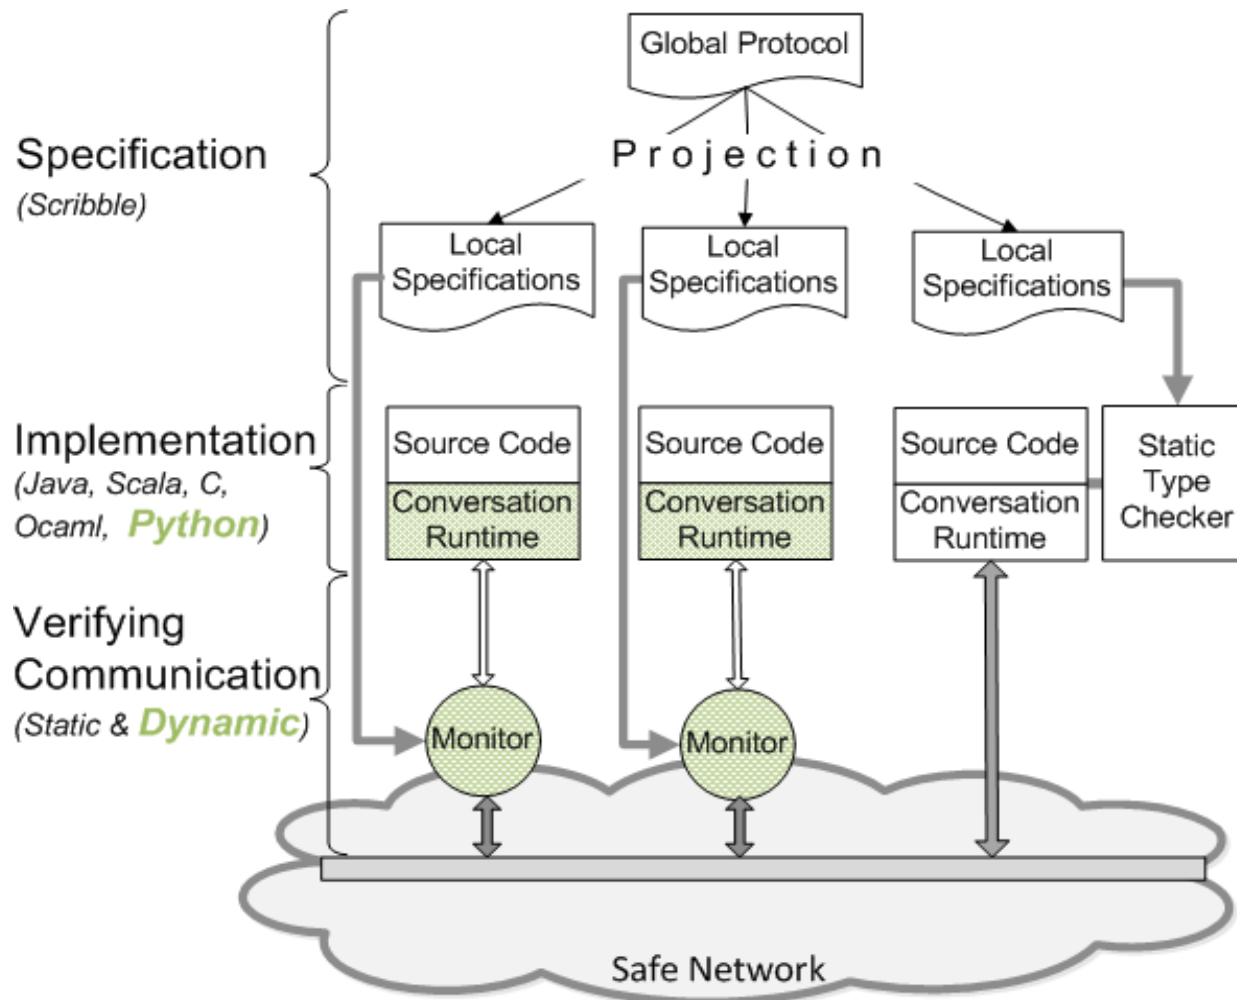 Global Protocol
Projection
Specification
(Scribble)
Local
Specifications
Local
Specifications
Local
Specifications
Implementation
(Java, Scala, C,
Ocaml, Python)
Source Code
Conversation
Runtime
Source Code
Conversation
Runtime
Source Code
Conversation
Runtime
Static
Type
Checker
Verifying
Communication
(Static & Dynamic)
Monitor
Monitor
Safe Network